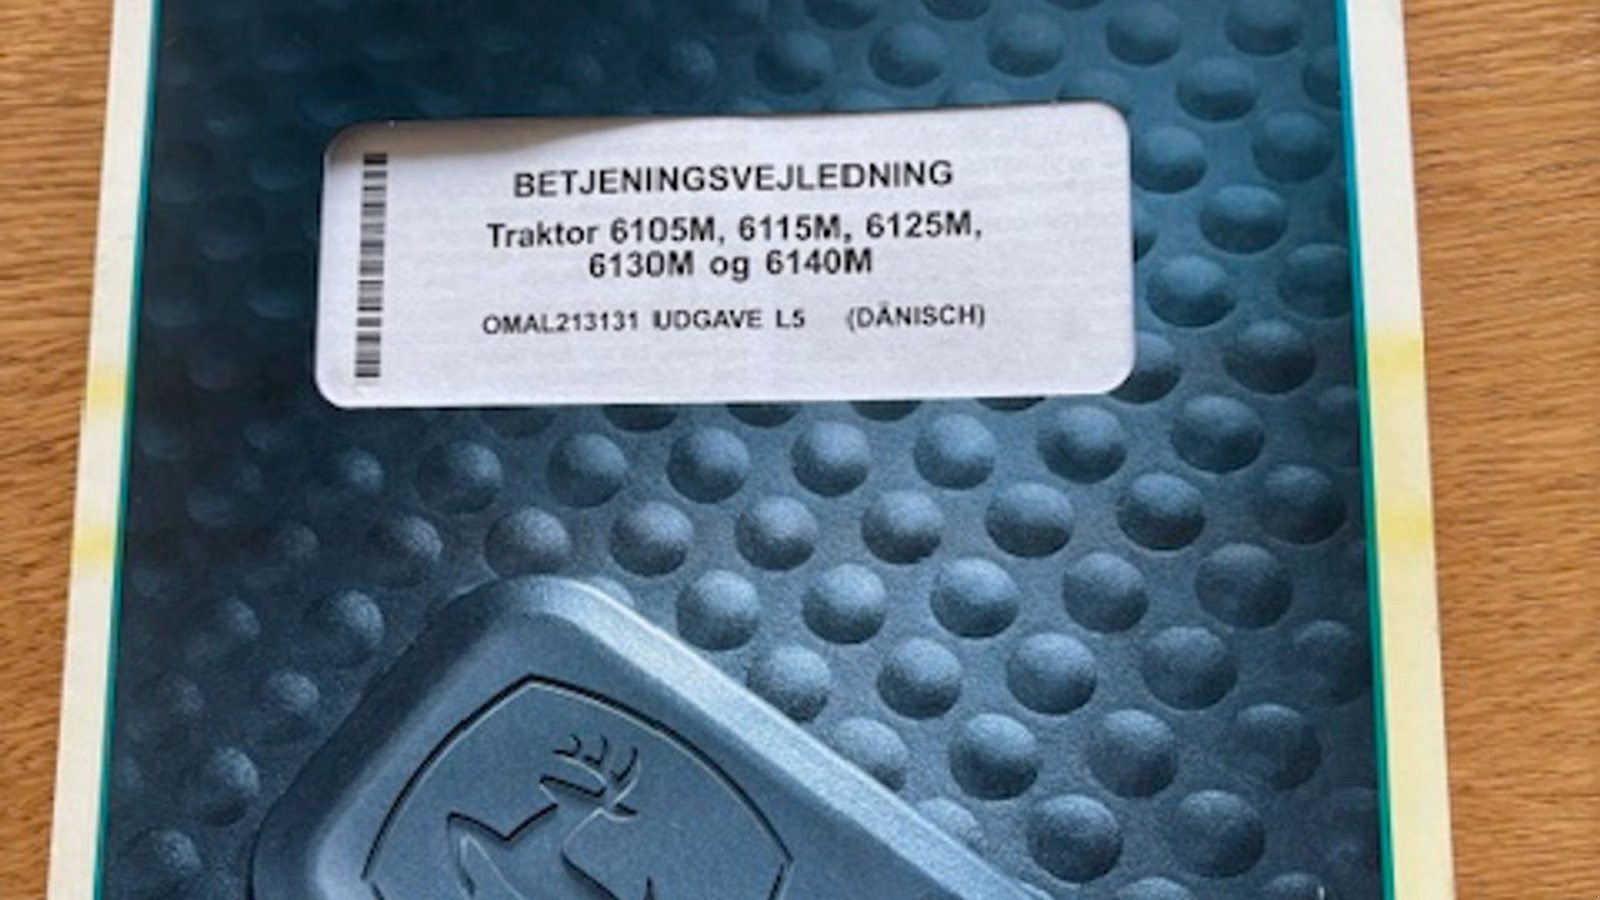 BETJENINGSVEJLEDNING
Traktor 6105M, 6115M, 6125M,
6130M og 6140M
OMAL213131 UDGAVE L5 (DÄNISCH)